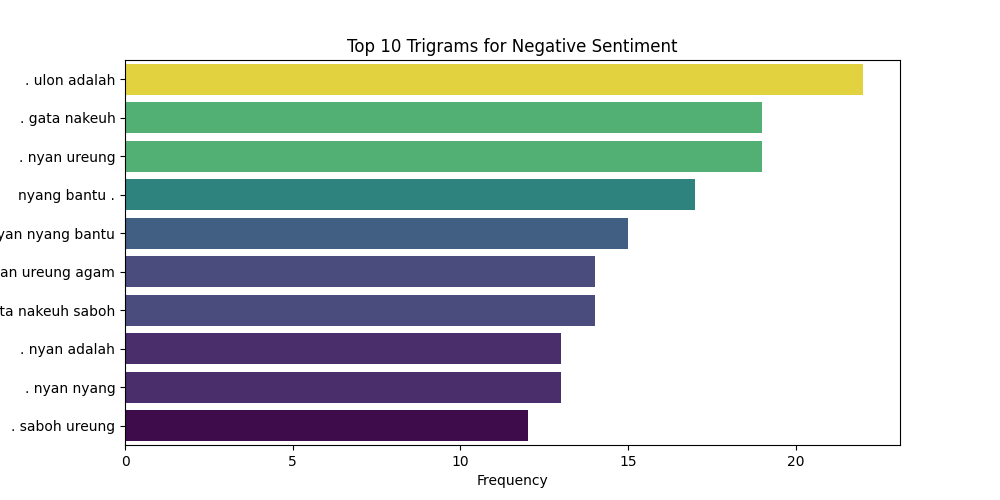 Top 10 Trigrams for Negative Sentiment
. ulon adalah
. gata nakeuh
. nyan ureung
nyang bantu .
yan nyang bantu
an ureung agam
ta nakeuh saboh
. nyan adalah
. nyan nyang
. saboh ureung
0 5 10 15 20
Frequency